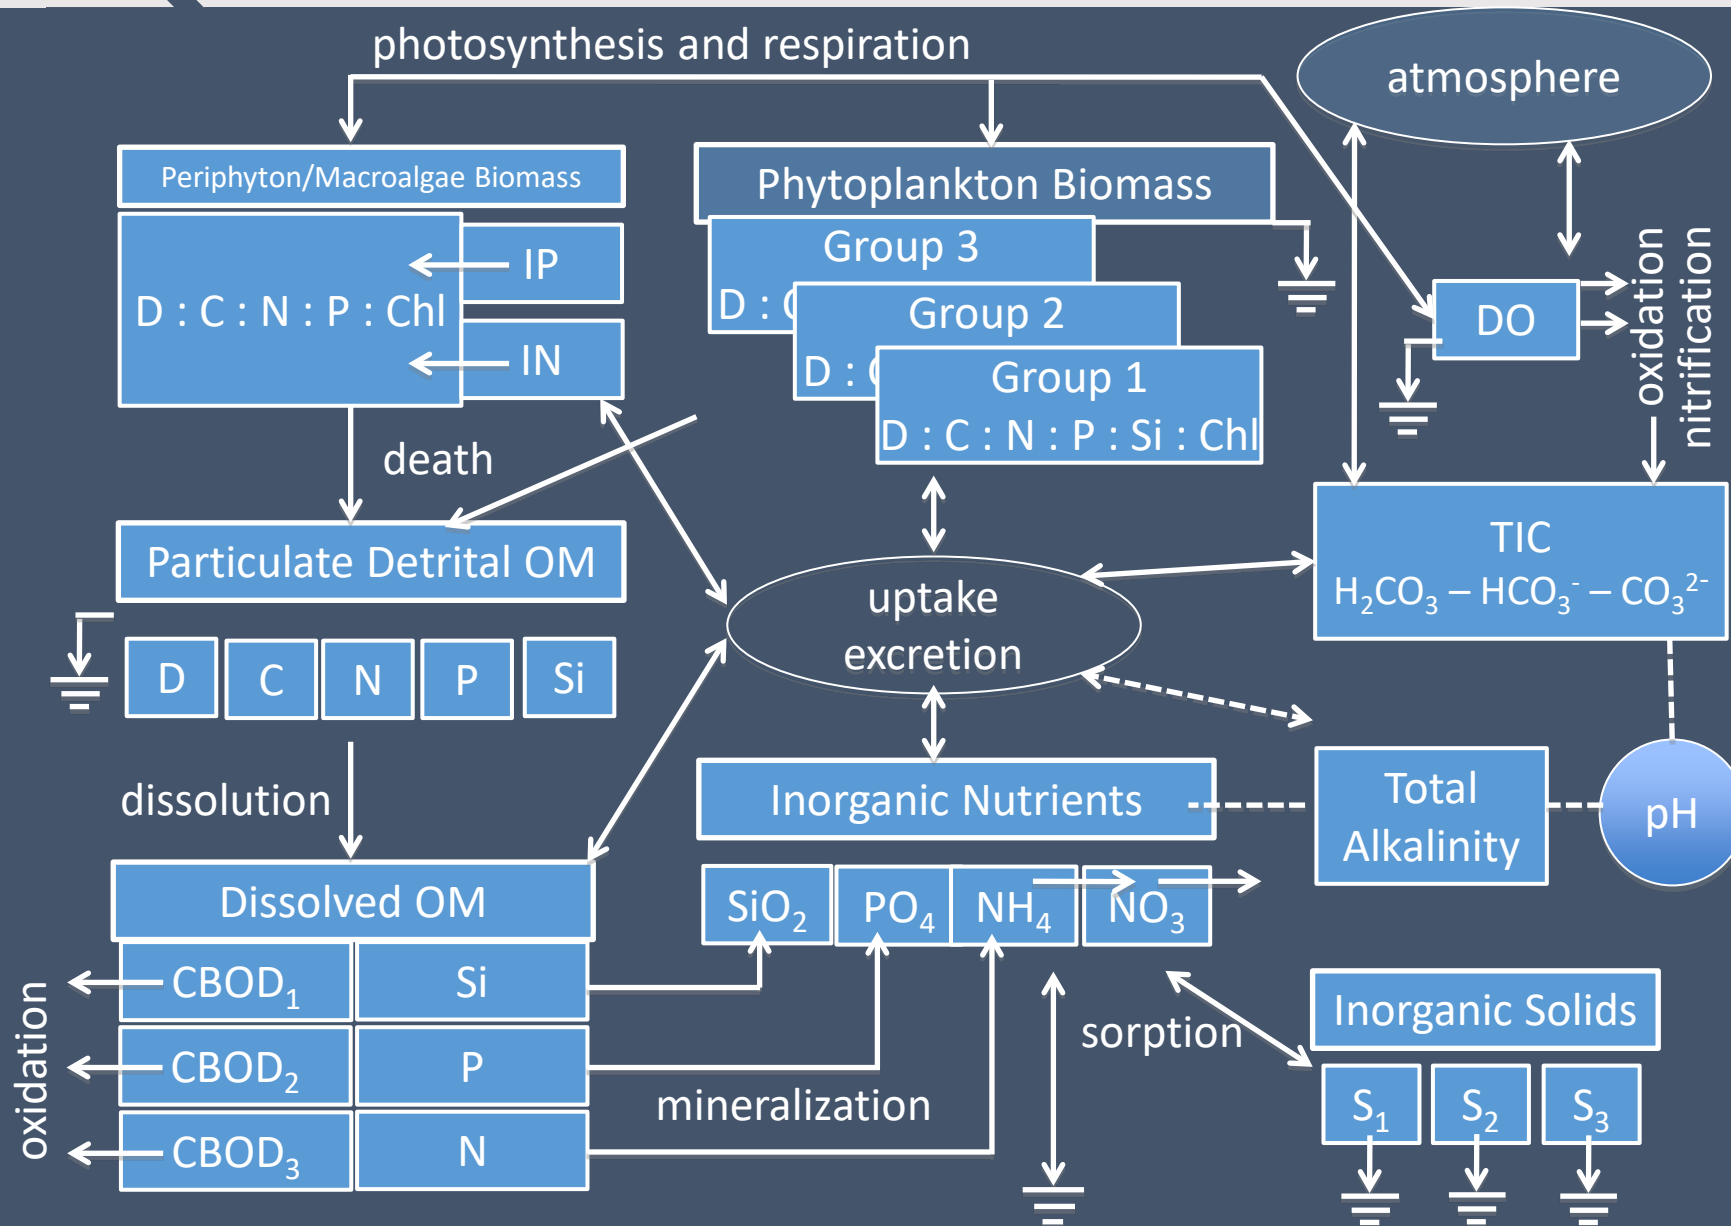 photosynthesis and respiration
atmosphere
Periphyton/Macroalgae Biomass
IP
D : C : N : P : Chl
IN
Phytoplankton Biomass
Group 3
D : C
Group 2
D : C
Group 1
D : C : N : P : Si : Chl
DO
oxidation
nitrification
death
Particulate Detrital OM
D
C
N
P
Si
uptake
excretion
TIC
H₂CO₃ – HCO₃⁻ – CO₃²⁻
dissolution
Inorganic Nutrients
Total
Alkalinity
pH
Dissolved OM
SiO₂
PO₄
NH₄
NO₃
CBOD₁
Si
CBOD₂
P
CBOD₃
N
oxidation
mineralization
sorption
Inorganic Solids
S₁
S₂
S₃